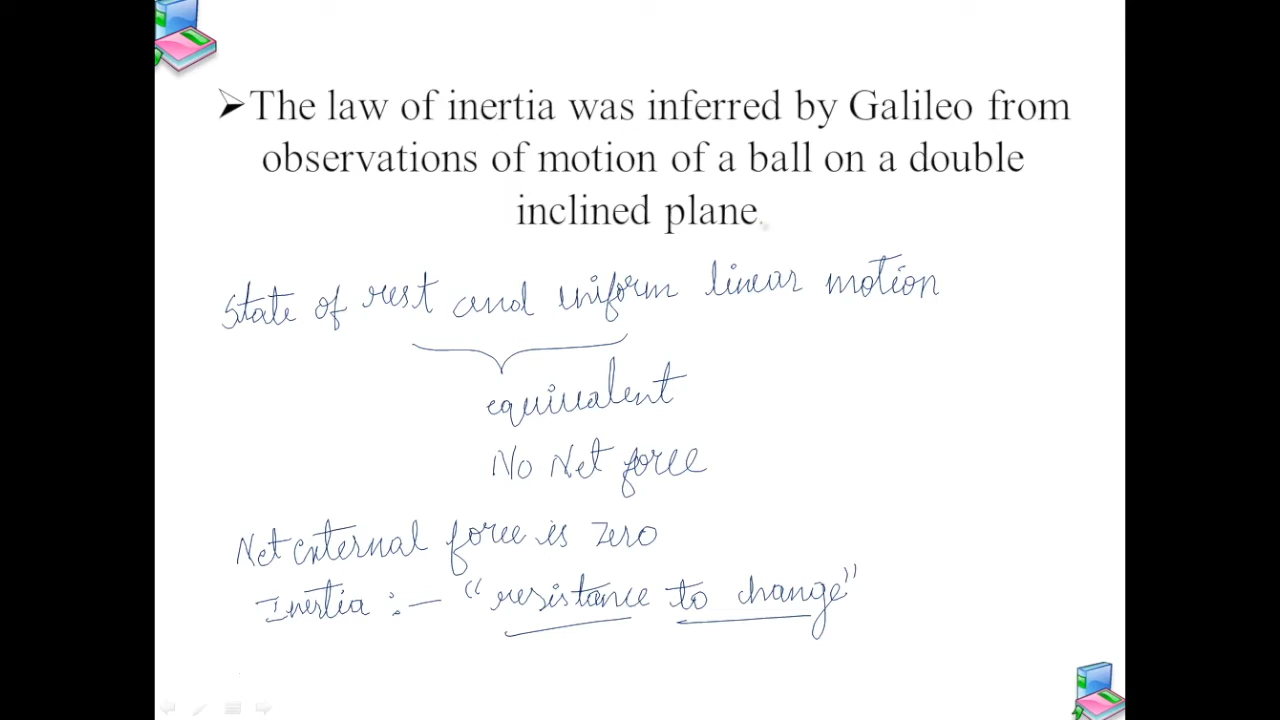 ➢The law of inertia was inferred by Galileo from
observations of motion of a ball on a double
inclined plane.
State of rest and uniform linear motion
equivalent
No Net force
Net external force is zero
Inertia :- "resistance to change"